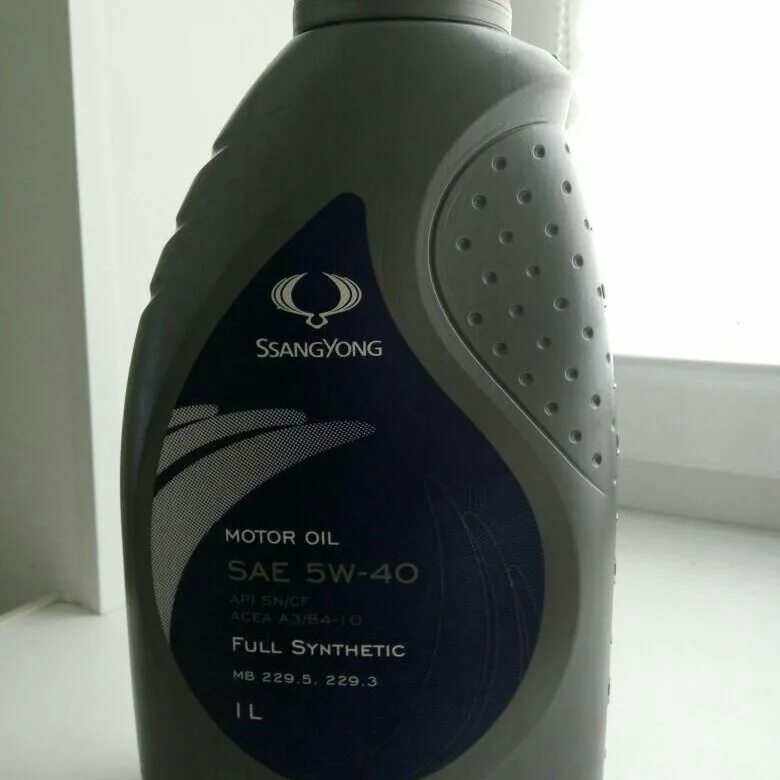 SSANGYONG
MOTOR OIL
SAE 5W-40
API SN/CF
ACEA A3/B4-10
FULL SYNTHETIC
MB 229.5, 229.3
1L